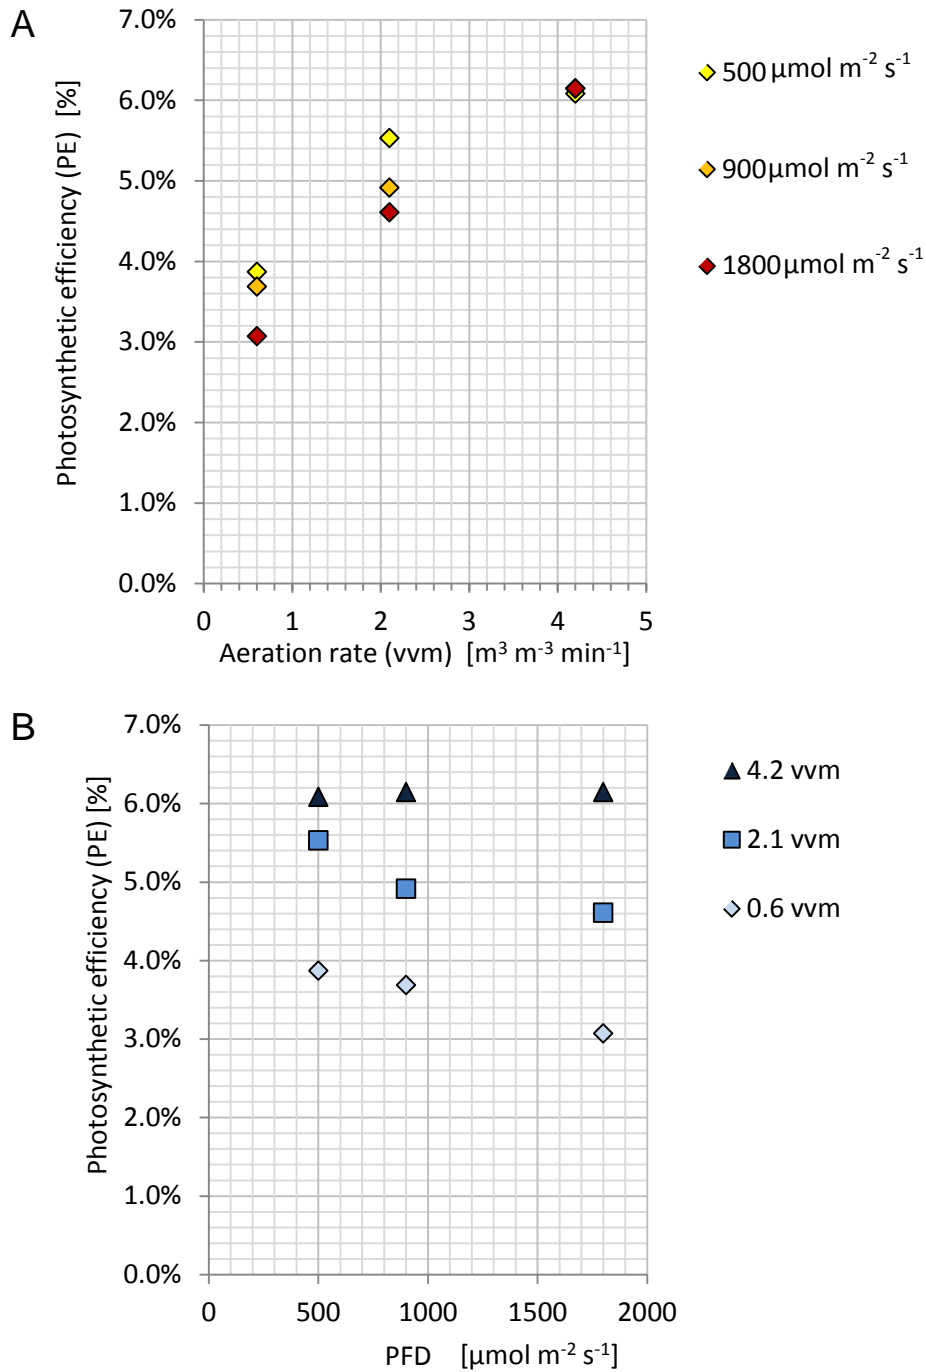 A
Photosynthetic efficiency (PE) [%]
7.0%
6.0%
5.0%
4.0%
3.0%
2.0%
1.0%
0.0%
0 1 2 3 4 5
Aeration rate (vvm) [m³ m⁻³ min⁻¹]
500 µmol m⁻² s⁻¹
900 µmol m⁻² s⁻¹
1800 µmol m⁻² s⁻¹
B
Photosynthetic efficiency (PE) [%]
7.0%
6.0%
5.0%
4.0%
3.0%
2.0%
1.0%
0.0%
0 500 1000 1500 2000
PFD [µmol m⁻² s⁻¹]
4.2 vvm
2.1 vvm
0.6 vvm